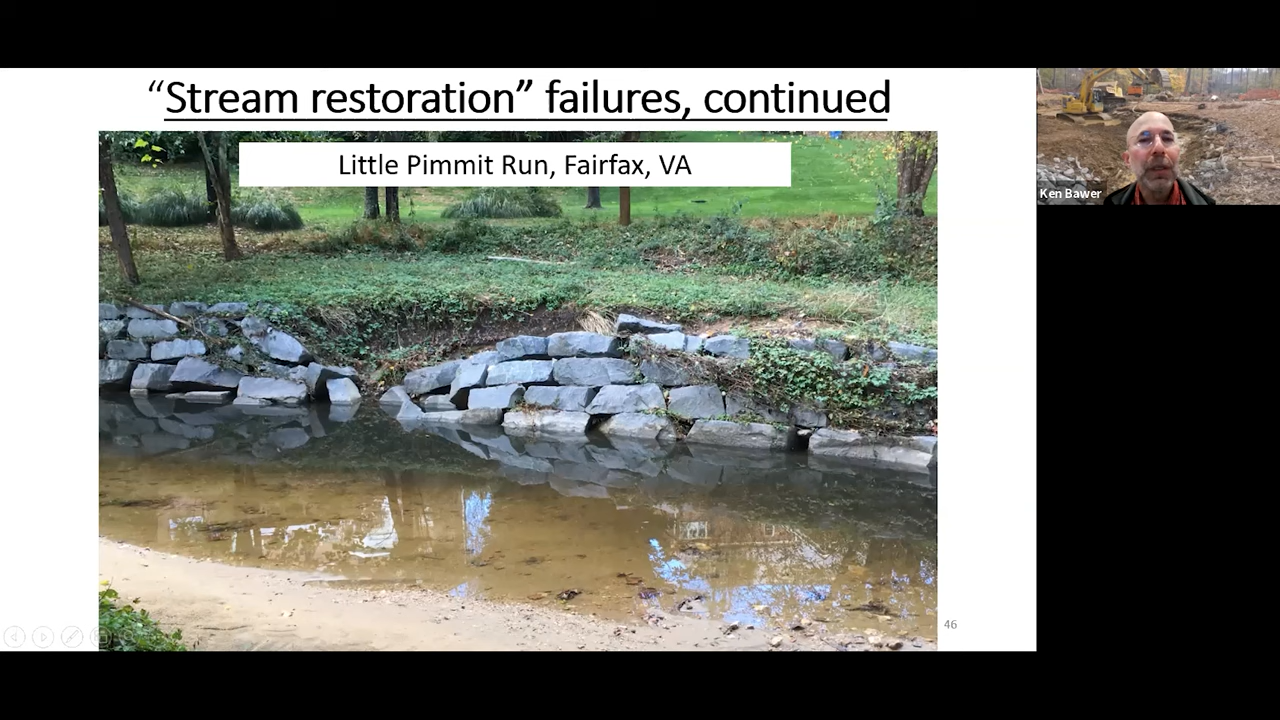 “Stream restoration” failures, continued
Little Pimmit Run, Fairfax, VA
Ken Bawer
46